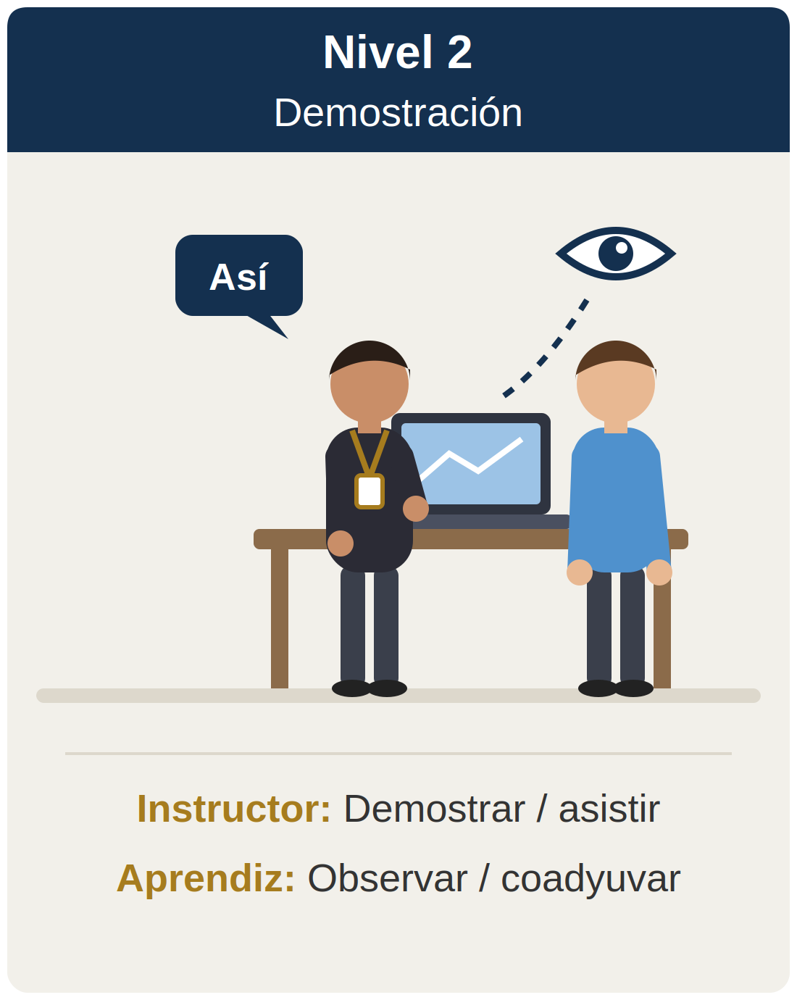 Nivel 2
Demostración
Así
Instructor: Demostrar / asistir
Aprendiz: Observar / coadyuvar